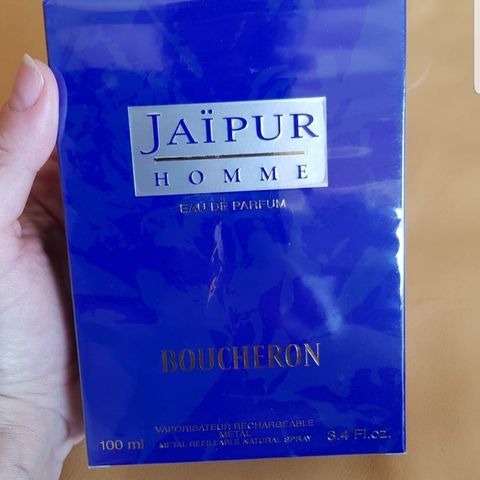 JAÏPUR
HOMME
EAU DE PARFUM
BOUCHERON
VAPORISATEUR RECHARGEABLE
METAL
100 ml METAL REFILLABLE NATURAL SPRAY 3.4 Fl.oz.